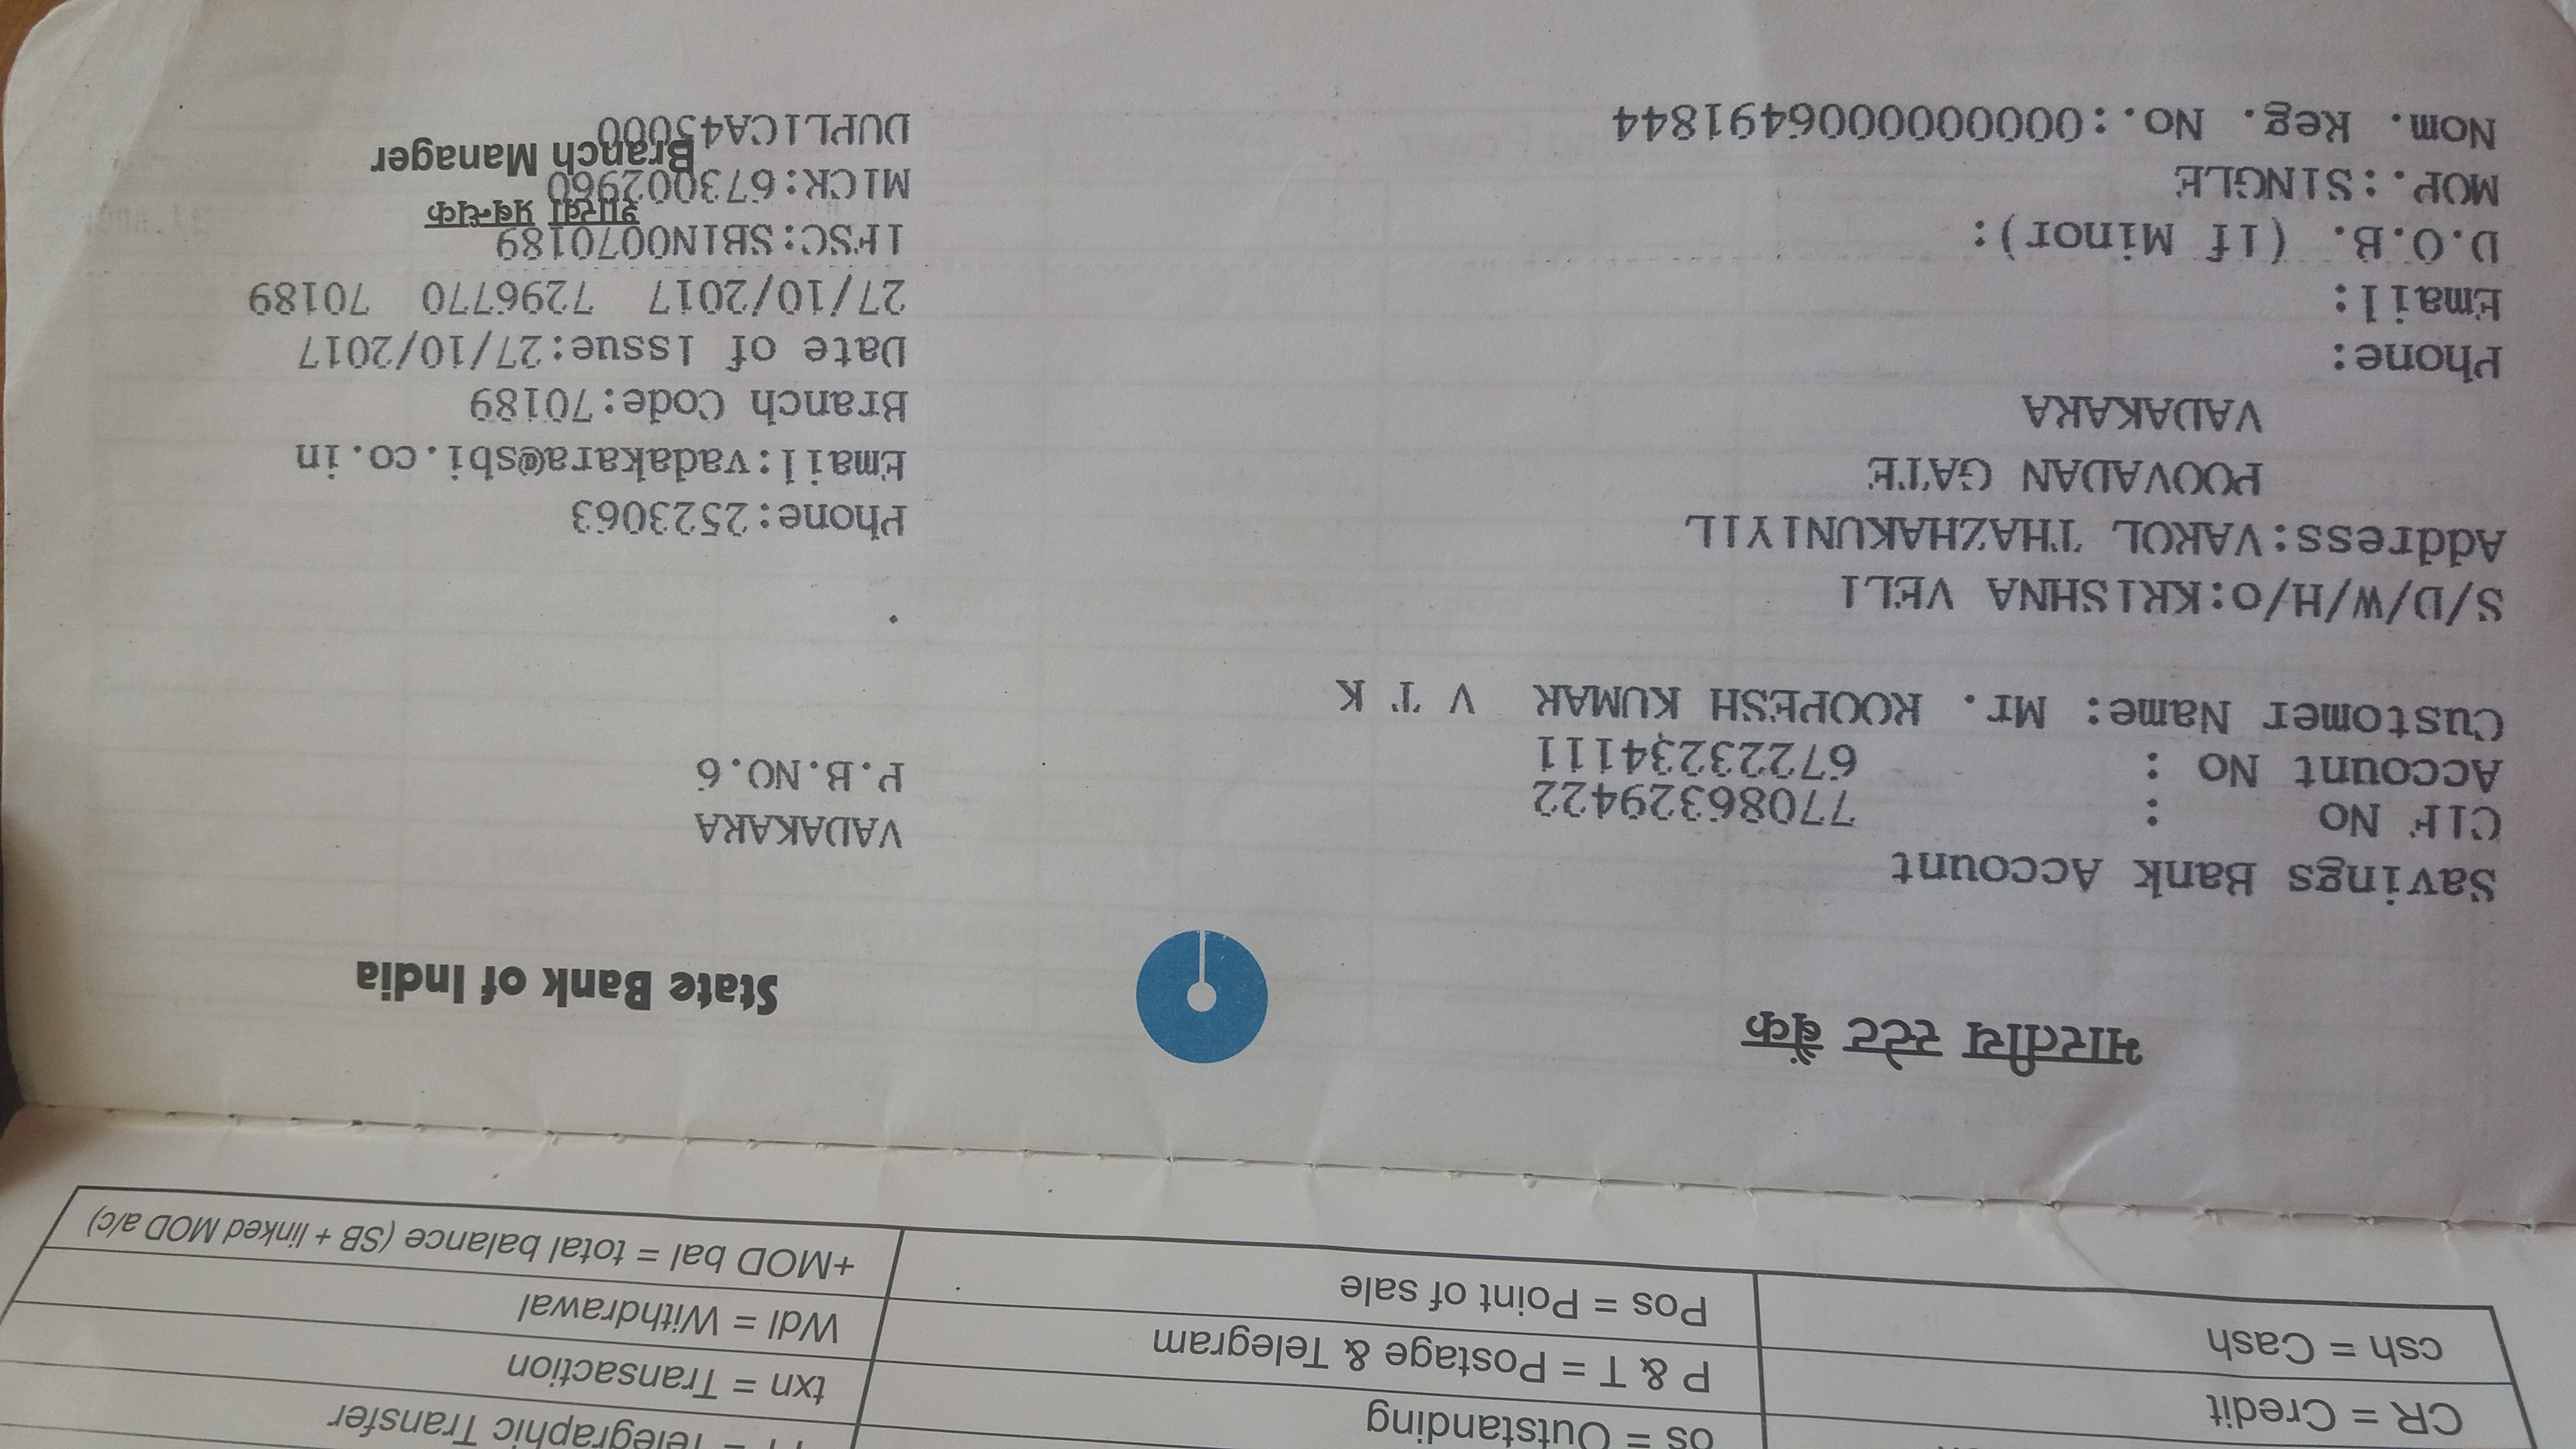 CR = Credit
csh = Cash
os = Outstanding
P & T = Postage & Telegram
Pos = Point of sale
= Telegraphic Transfer
txn = Transaction
Wdl = Withdrawal
+MOD bal = total balance (SB + linked MOD a/c)
भारतीय स्टेट बैंक
State Bank of India
Savings Bank Account
CIF No : 77086329422
Account No : 67223234111
Customer Name: Mr. ROOPESH KUMAR V T K
S/D/W/H/o:KRISHNA VELI
Address:VAROL THAZHAKUNIYIL
POOVADAN GATE
VADAKARA
Phone:
Email:
D.O.B. (If Minor):
MOP.:SINGLE
Nom. Reg. No.:0000000006491844
VADAKARA
P.B.NO.6
Phone:2523063
Email:vadakara@sbi.co.in
Branch Code:70189
Date of Issue:27/10/2017
27/10/2017 7296770 70189
IFSC:SBIN0070189
MICR:673002960
DUPLICA45000
शाखा प्रबन्धक
Branch Manager